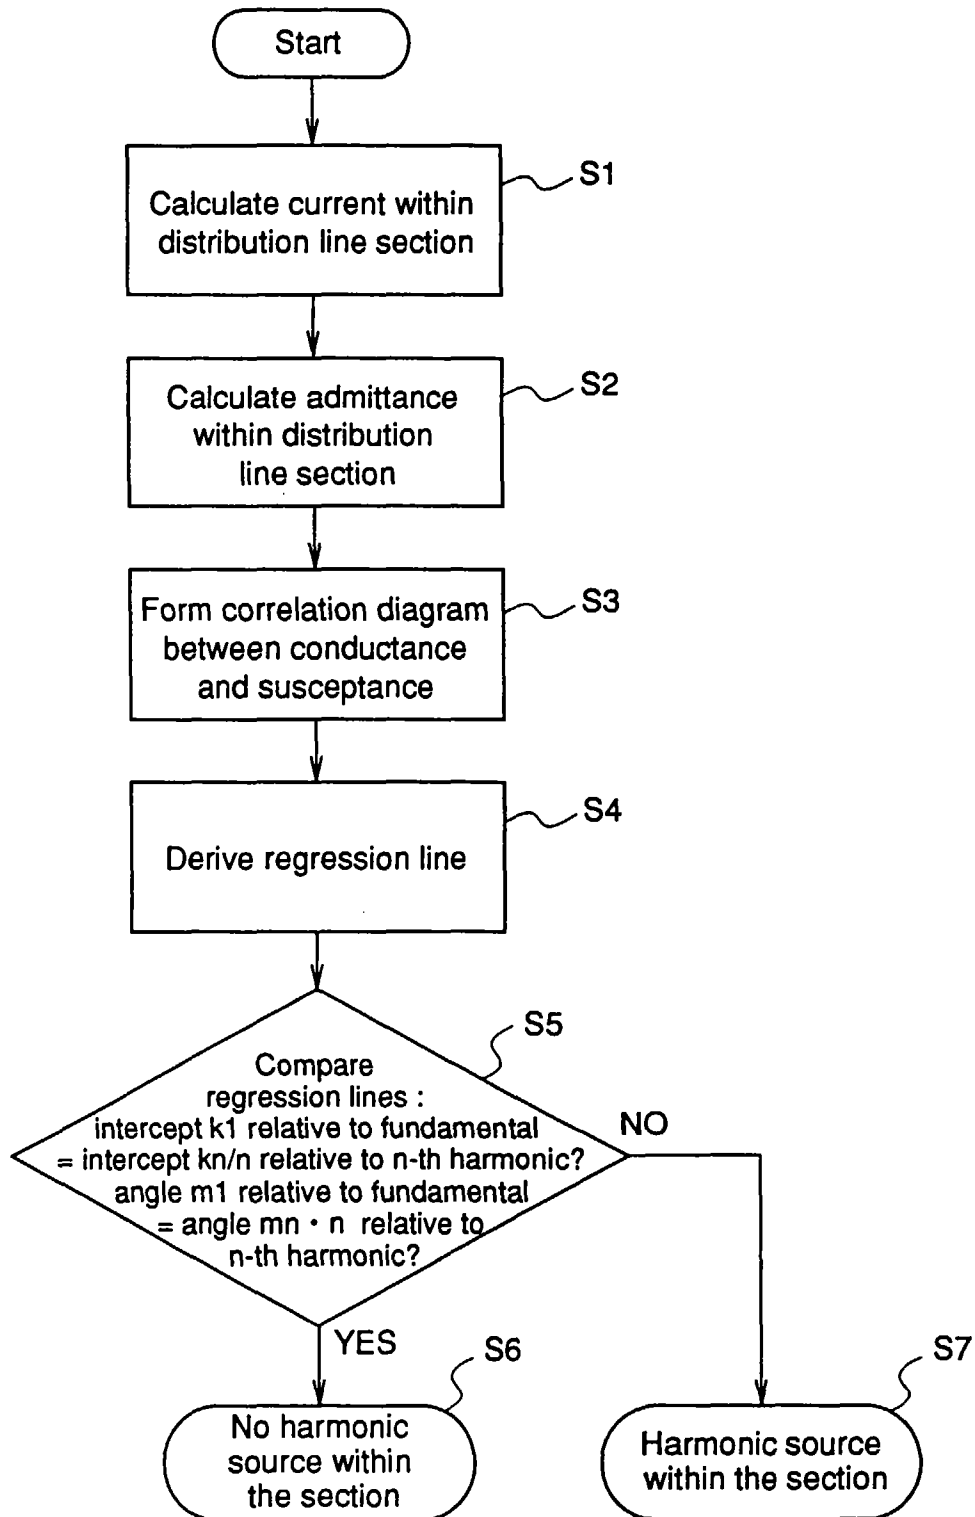 Start
S1
Calculate current within
distribution line section
S2
Calculate admittance
within distribution
line section
S3
Form correlation diagram
between conductance
and susceptance
S4
Derive regression line
S5
Compare
regression lines :
intercept k1 relative to fundamental
= intercept kn/n relative to n-th harmonic?
angle m1 relative to fundamental
= angle mn · n relative to
n-th harmonic?
NO
YES
S6
No harmonic
source within
the section
S7
Harmonic source
within the section